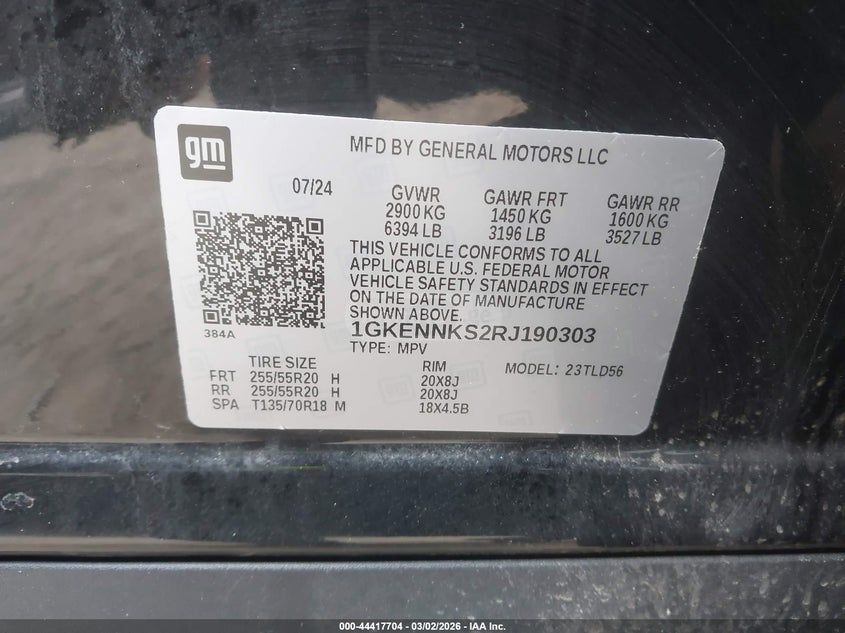 gm
MFD BY GENERAL MOTORS LLC
07/24
GVWR GAWR FRT GAWR RR
2900 KG 1450 KG 1600 KG
6394 LB 3196 LB 3527 LB
THIS VEHICLE CONFORMS TO ALL
APPLICABLE U.S. FEDERAL MOTOR
VEHICLE SAFETY STANDARDS IN EFFECT
ON THE DATE OF MANUFACTURE
SHOWN ABOVE.
384A
1GKENNKS2RJ190303
TYPE: MPV
TIRE SIZE RIM MODEL: 23TLD56
FRT 255/55R20 H 20X8J
RR 255/55R20 H 20X8J
SPA T135/70R18 M 18X4.5B
000-44417704 - 03/02/2026 - IAA Inc.